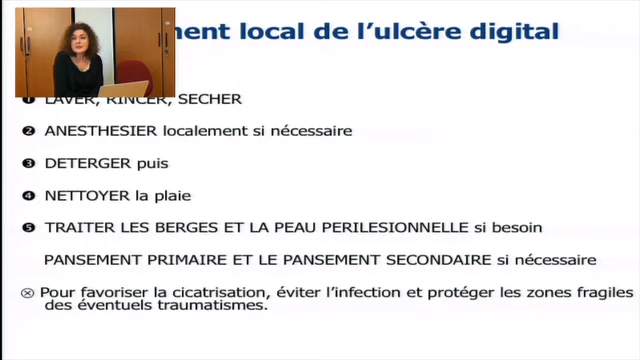 ment local de l'ulcère digital
❶ LAVER, RINCER, SECHER
❷ ANESTHESIER localement si nécessaire
❸ DETERGER puis
❹ NETTOYER la plaie
❺ TRAITER LES BERGES ET LA PEAU PERILESIONNELLE si besoin
PANSEMENT PRIMAIRE ET LE PANSEMENT SECONDAIRE si nécessaire
⊗ Pour favoriser la cicatrisation, éviter l'infection et protéger les zones fragiles
des éventuels traumatismes.